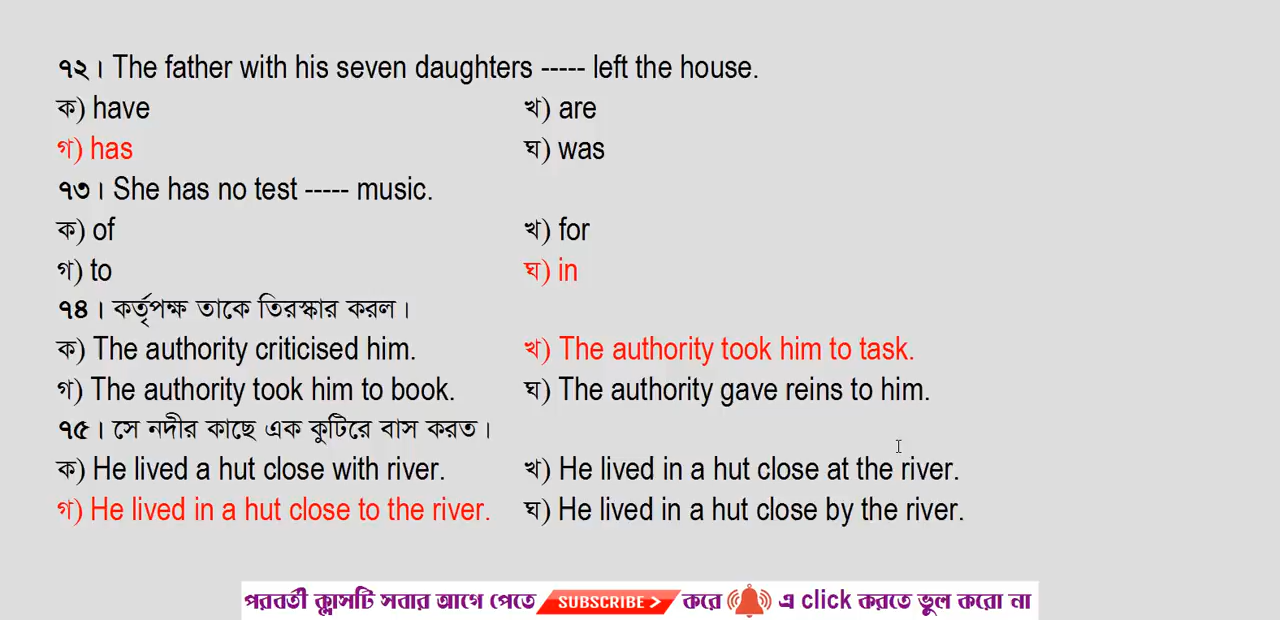 ৭২। The father with his seven daughters ----- left the house.
ক) have খ) are
গ) has ঘ) was
৭৩। She has no test ----- music.
ক) of খ) for
গ) to ঘ) in
৭৪। কর্তৃপক্ষ তাকে তিরস্কার করল।
ক) The authority criticised him. খ) The authority took him to task.
গ) The authority took him to book. ঘ) The authority gave reins to him.
৭৫। সে নদীর কাছে এক কুটিরে বাস করত।
ক) He lived a hut close with river. খ) He lived in a hut close at the river.
গ) He lived in a hut close to the river. ঘ) He lived in a hut close by the river.
পরবর্তী ক্লাসটি সবার আগে পেতে SUBSCRIBE > করে এ click করতে ভুল করো না